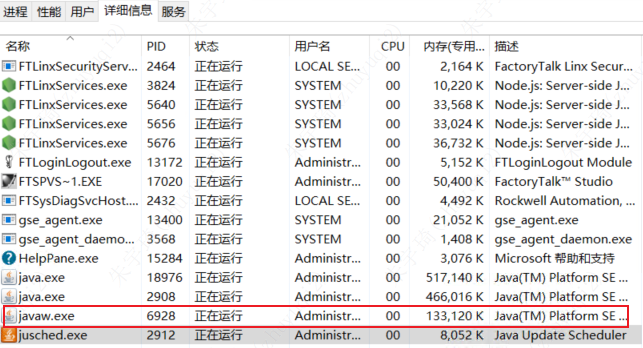 进程 性能 用户 详细信息 服务
名称 PID 状态 用户名 CPU 内存(专用... 描述
FTLinxSecurityServ... 2464 正在运行 LOCAL SE... 00 2,164 K FactoryTalk Linx Secur...
FTLinxServices.exe 3824 正在运行 SYSTEM 00 10,220 K Node.js: Server-side J...
FTLinxServices.exe 5640 正在运行 SYSTEM 00 33,568 K Node.js: Server-side J...
FTLinxServices.exe 5656 正在运行 SYSTEM 00 33,024 K Node.js: Server-side J...
FTLinxServices.exe 5676 正在运行 SYSTEM 00 36,732 K Node.js: Server-side J...
FTLoginLogout.exe 13172 正在运行 Administr... 00 5,152 K FTLoginLogout Module
FTSPVS~1.EXE 17020 正在运行 Administr... 00 50,400 K FactoryTalk™ Studio
FTSysDiagSvcHost.... 2432 正在运行 LOCAL SE... 00 4,492 K Rockwell Automation, ...
gse_agent.exe 13400 正在运行 SYSTEM 00 21,052 K gse_agent.exe
gse_agent_daemo... 3568 正在运行 SYSTEM 00 1,408 K gse_agent_daemon.exe
HelpPane.exe 15284 正在运行 Administr... 00 3,076 K Microsoft 帮助和支持
java.exe 18976 正在运行 Administr... 00 517,140 K Java(TM) Platform SE ...
java.exe 2908 正在运行 Administr... 00 466,016 K Java(TM) Platform SE ...
javaw.exe 6928 正在运行 Administr... 00 133,120 K Java(TM) Platform SE ...
jusched.exe 2912 正在运行 Administr... 00 8,052 K Java Update Scheduler